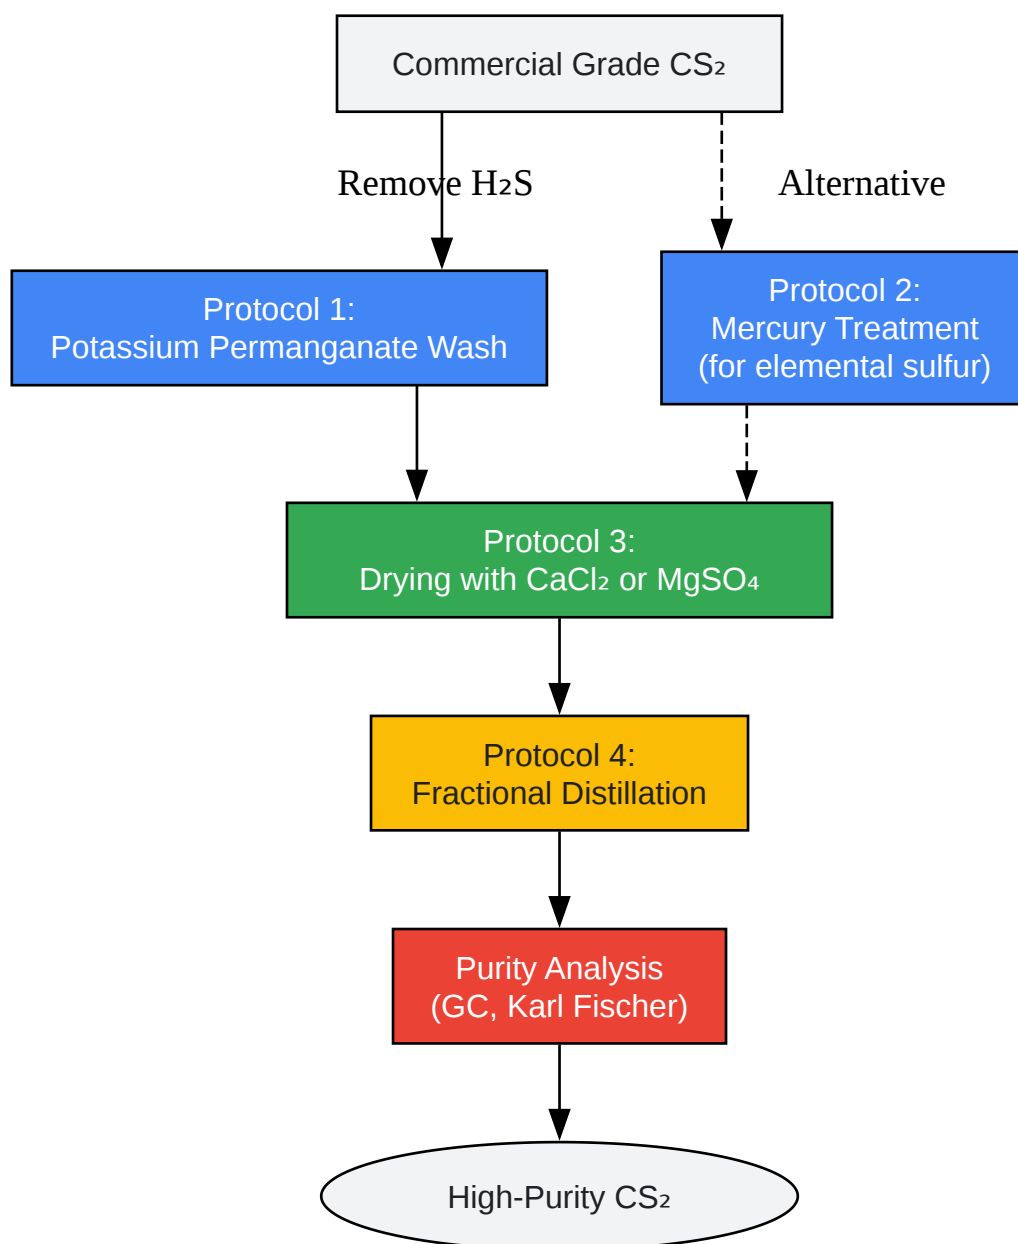 Commercial Grade CS₂
Remove H₂S
Alternative
Protocol 1:
Potassium Permanganate Wash
Protocol 2:
Mercury Treatment
(for elemental sulfur)
Protocol 3:
Drying with CaCl₂ or MgSO₄
Protocol 4:
Fractional Distillation
Purity Analysis
(GC, Karl Fischer)
High-Purity CS₂